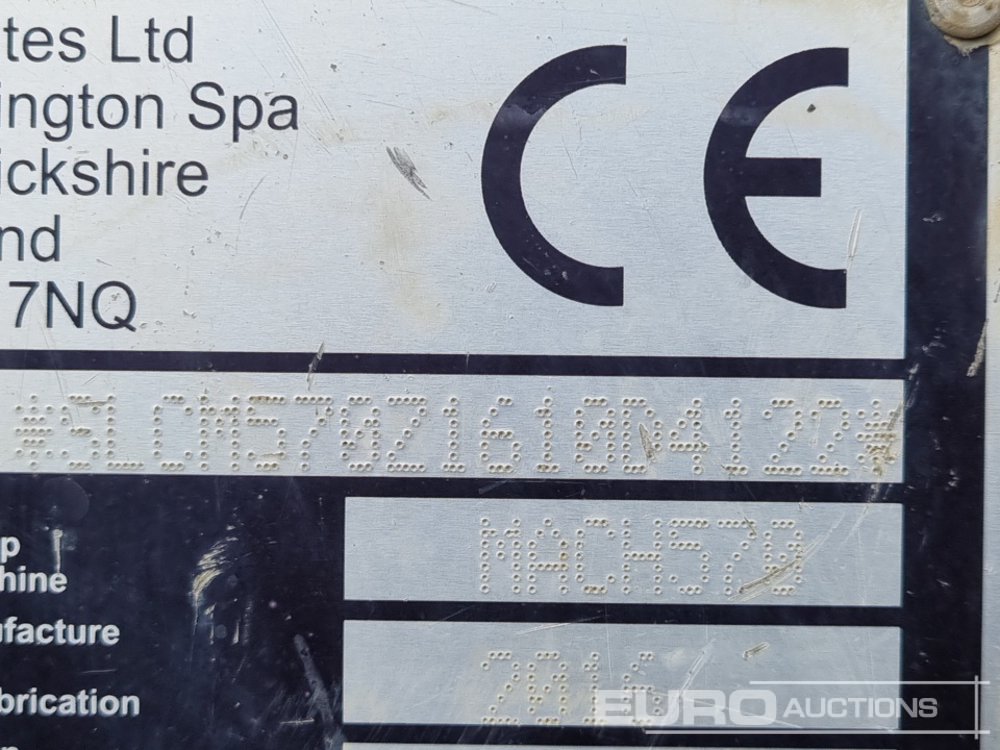 tes Ltd
ington Spa
ickshire
nd
7NQ
CE
*SLCM570Z1610D4122*
p
hine
MACH570
ufacture
2016
brication
EURO AUCTIONS